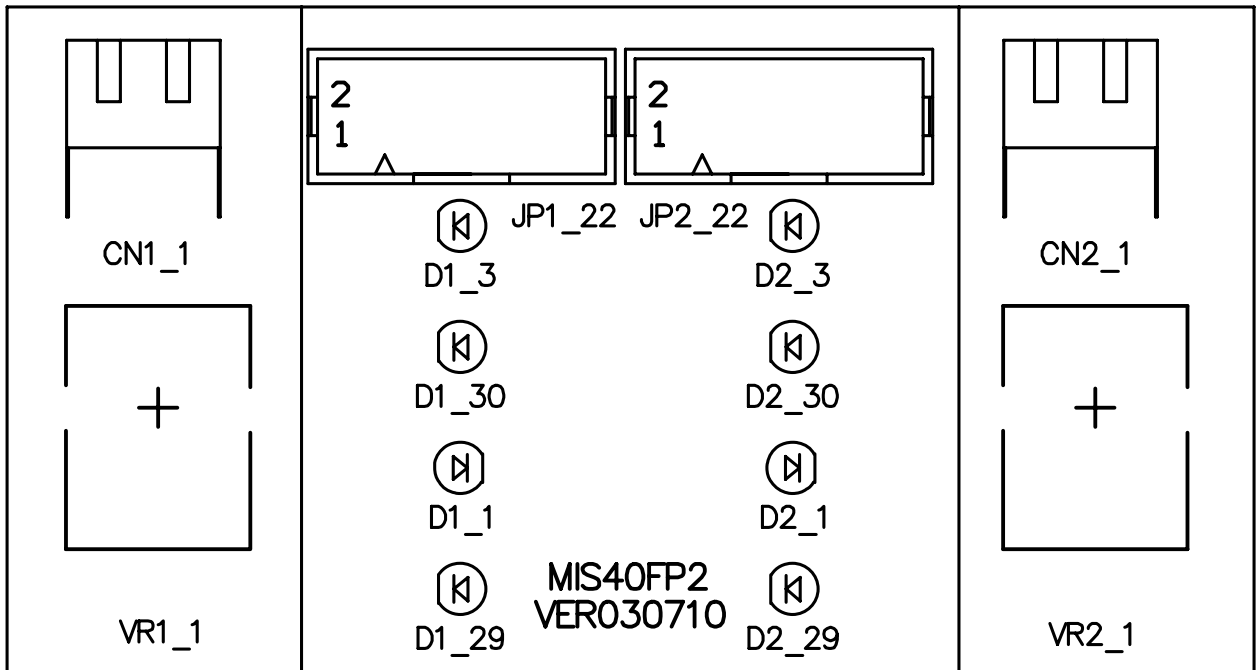 2
1
2
1
JP1_22
JP2_22
CN1_1
CN2_1
D1_3
D2_3
D1_30
D2_30
D1_1
D2_1
MIS40FP2
VER030710
VR1_1
VR2_1
D1_29
D2_29